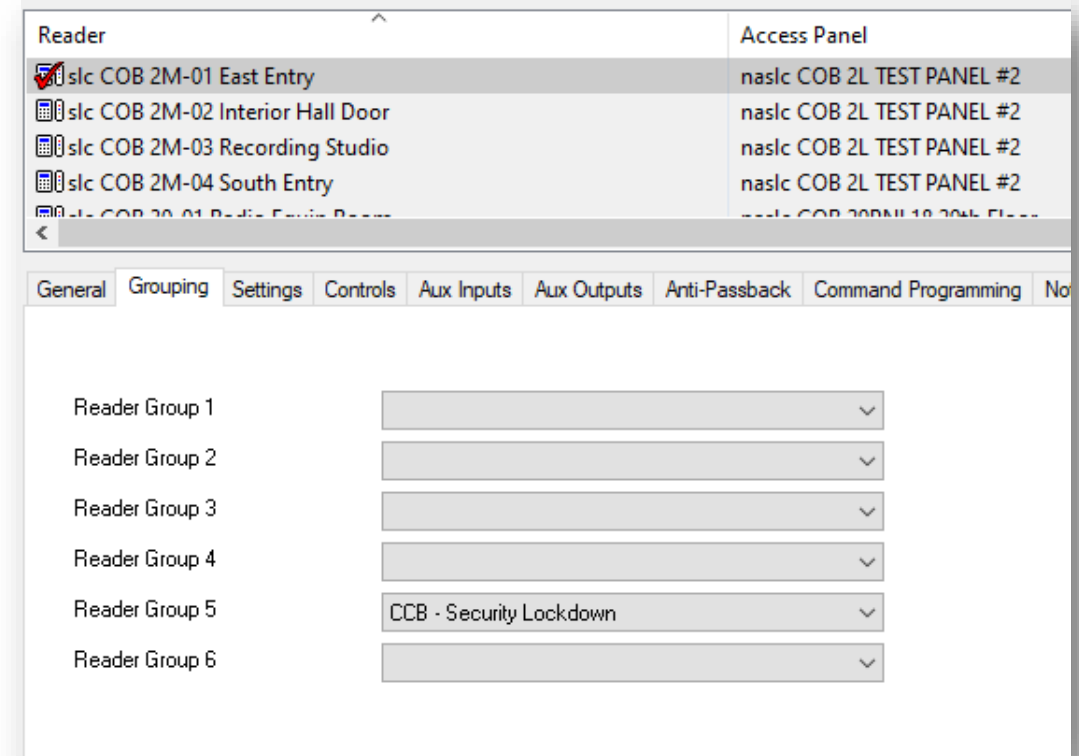 Reader Access Panel
slc COB 2M-01 East Entry naslc COB 2L TEST PANEL #2
slc COB 2M-02 Interior Hall Door naslc COB 2L TEST PANEL #2
slc COB 2M-03 Recording Studio naslc COB 2L TEST PANEL #2
slc COB 2M-04 South Entry naslc COB 2L TEST PANEL #2
General Grouping Settings Controls Aux Inputs Aux Outputs Anti-Passback Command Programming
Reader Group 1
Reader Group 2
Reader Group 3
Reader Group 4
Reader Group 5 CCB - Security Lockdown
Reader Group 6